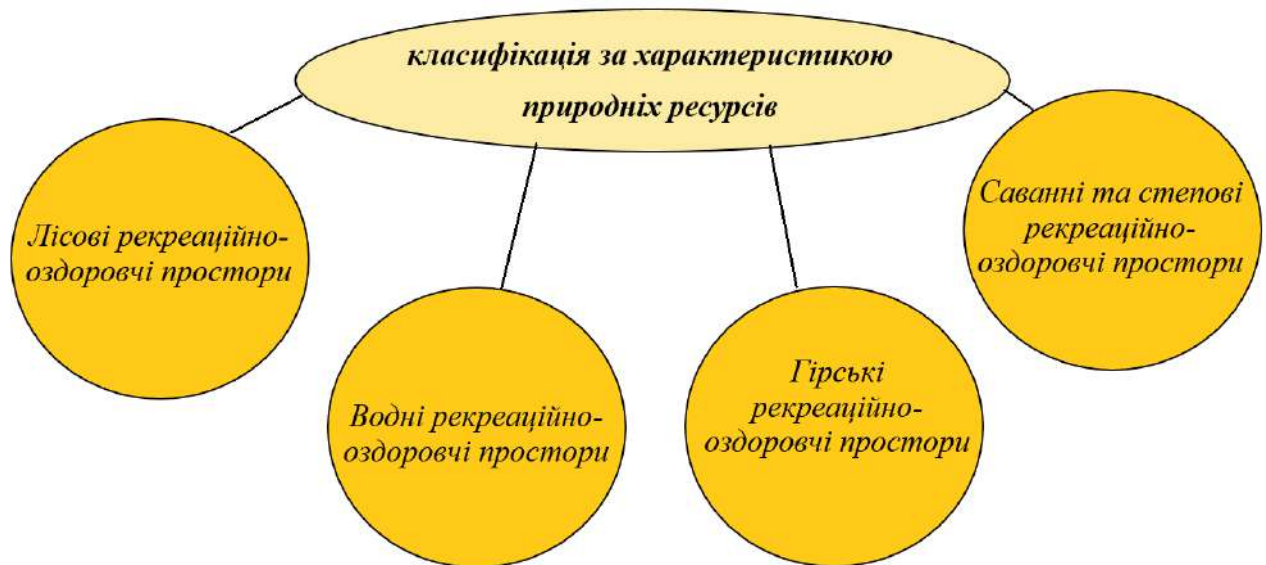 класифікація за характеристикою
природніх ресурсів
Лісові рекреаційно-
оздоровчі простори
Водні рекреаційно-
оздоровчі простори
Гірські
рекреаційно-
оздоровчі простори
Саванні та степові
рекреаційно-
оздоровчі простори